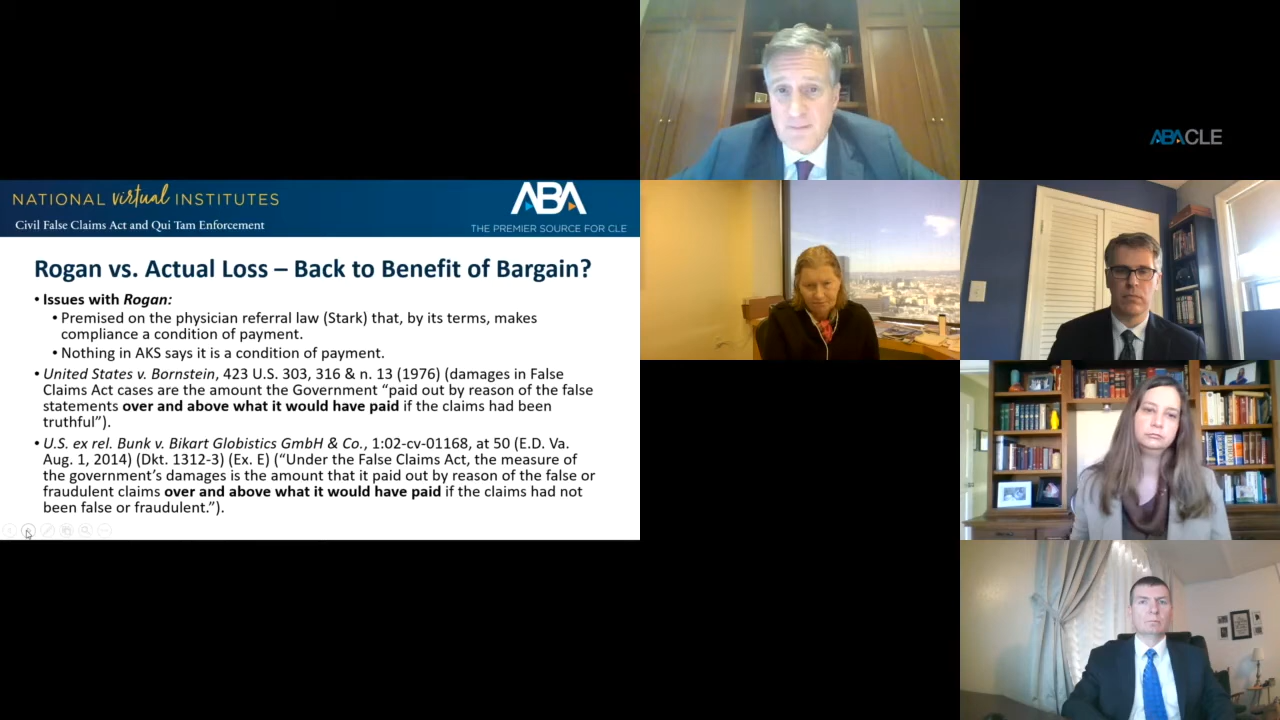 ABACLE
NATIONAL virtual INSTITUTES
ABA
Civil False Claims Act and Qui Tam Enforcement
THE PREMIER SOURCE FOR CLE
Rogan vs. Actual Loss – Back to Benefit of Bargain?
• Issues with Rogan:
• Premised on the physician referral law (Stark) that, by its terms, makes
compliance a condition of payment.
• Nothing in AKS says it is a condition of payment.
• United States v. Bornstein, 423 U.S. 303, 316 & n. 13 (1976) (damages in False
Claims Act cases are the amount the Government “paid out by reason of the false
statements over and above what it would have paid if the claims had been
truthful”).
• U.S. ex rel. Bunk v. Bikart Globistics GmbH & Co., 1:02-cv-01168, at 50 (E.D. Va.
Aug. 1, 2014) (Dkt. 1312-3) (Ex. E) (“Under the False Claims Act, the measure of
the government’s damages is the amount that it paid out by reason of the false or
fraudulent claims over and above what it would have paid if the claims had not
been false or fraudulent.”).